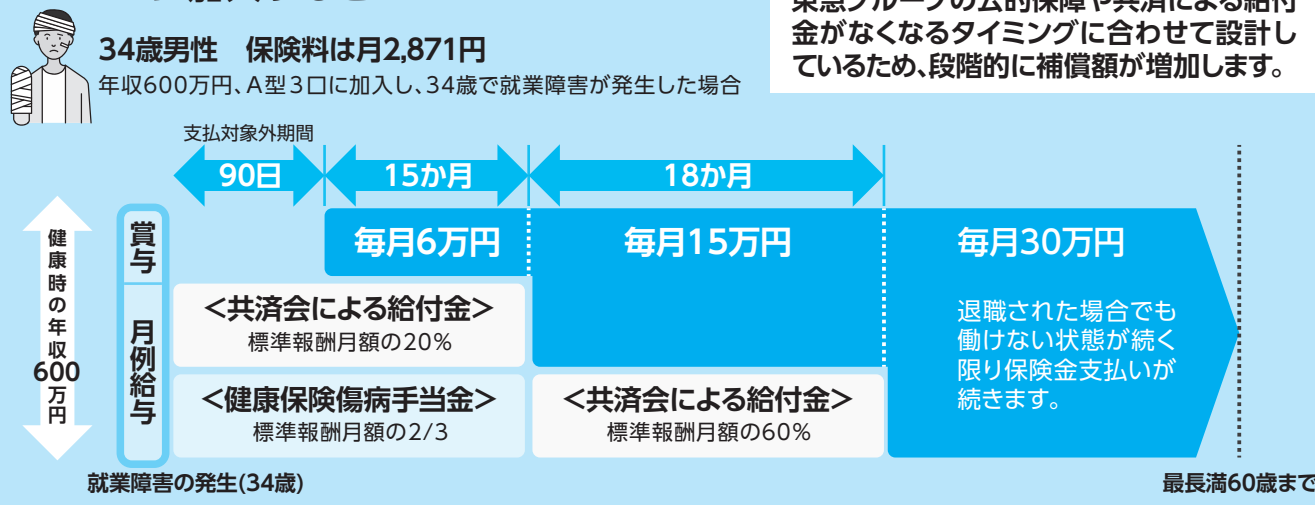 34歳男性 保険料は月2,871円
年収600万円、A型3口に加入し、34歳で就業障害が発生した場合
金がなくなるタイミングに合わせて設計し
ているため、段階的に補償額が増加します。
支払対象外期間
90日
15か月
18か月
健康時の年収600万円
賞与
月例給与
毎月6万円
毎月15万円
毎月30万円
<共済会による給付金>
標準報酬月額の20%
<健康保険傷病手当金>
標準報酬月額の2/3
<共済会による給付金>
標準報酬月額の60%
退職された場合でも
働けない状態が続く
限り保険金支払いが
続きます。
就業障害の発生(34歳)
最長満60歳まで